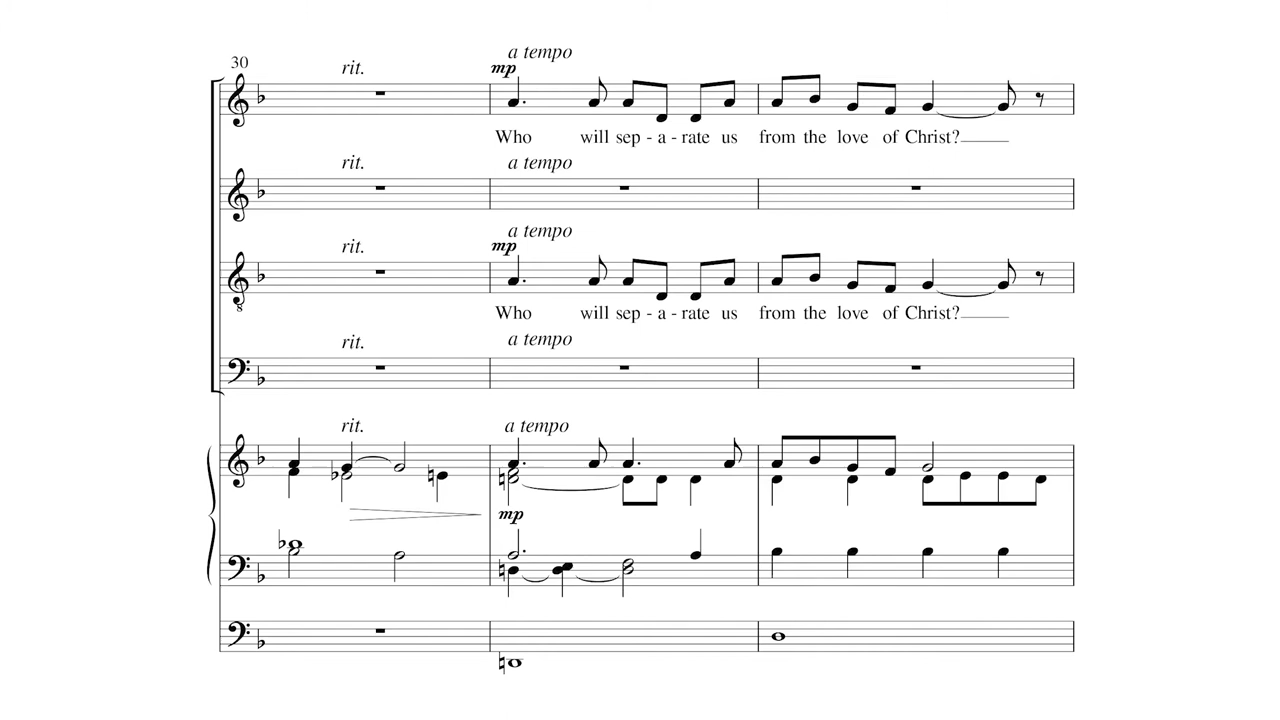 30
rit.
a tempo
mp
Who will sep - a - rate us from the love of Christ?
rit.
a tempo
rit.
a tempo
mp
Who will sep - a - rate us from the love of Christ?
rit.
a tempo
rit.
a tempo
mp